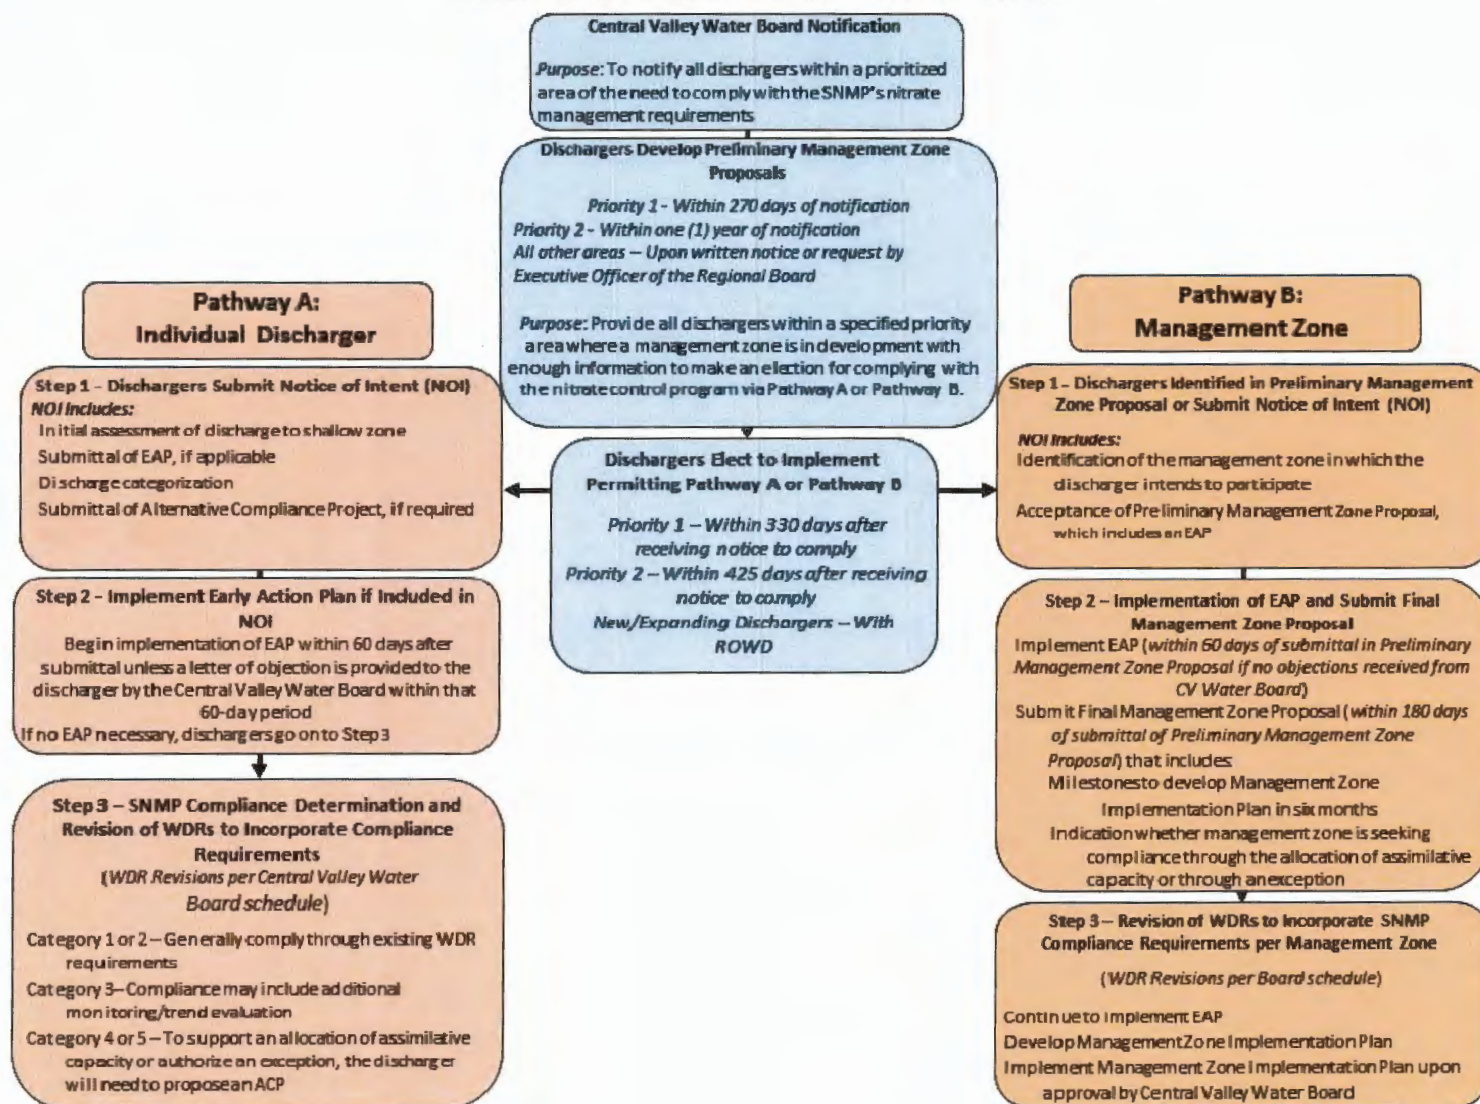 Central Valley Water Board Notification
Purpose: To notify all dischargers within a prioritized
area of the need to comply with the SNMP's nitrate
management requirements
Dischargers Develop Preliminary Management Zone
Proposals
Priority 1 - Within 270 days of notification
Priority 2 - Within one (1) year of notification
All other areas – Upon written notice or request by
Executive Officer of the Regional Board
Purpose: Provide all dischargers within a specified priority
area where a management zone is in development with
enough information to make an election for complying with
the nitrate control program via Pathway A or Pathway B.
Dischargers Elect to Implement
Permitting Pathway A or Pathway B
Priority 1 – Within 330 days after
receiving notice to comply
Priority 2 – Within 425 days after receiving
notice to comply
New/Expanding Dischargers – With
ROWD
Pathway A:
Individual Discharger
Step 1 - Dischargers Submit Notice of Intent (NOI)
NOI Includes:
Initial assessment of discharge to shallow zone
Submittal of EAP, if applicable
Discharge categorization
Submittal of Alternative Compliance Project, if required
Step 2 - Implement Early Action Plan if Included in
NOI
Begin implementation of EAP within 60 days after
submittal unless a letter of objection is provided to the
discharger by the Central Valley Water Board within that
60-day period
If no EAP necessary, dischargers go on to Step 3
Step 3 – SNMP Compliance Determination and
Revision of WDRs to Incorporate Compliance
Requirements
(WDR Revisions per Central Valley Water
Board schedule)
Category 1 or 2 – Generally comply through existing WDR
requirements
Category 3– Compliance may include additional
monitoring/trend evaluation
Category 4 or 5 – To support an allocation of assimilative
capacity or authorize an exception, the discharger
will need to propose an ACP
Pathway B:
Management Zone
Step 1 – Dischargers Identified in Preliminary Management
Zone Proposal or Submit Notice of Intent (NOI)
NOI Includes:
Identification of the management zone in which the
discharger intends to participate
Acceptance of Preliminary Management Zone Proposal,
which includes an EAP
Step 2 – Implementation of EAP and Submit Final
Management Zone Proposal
Implement EAP (within 60 days of submittal in Preliminary
Management Zone Proposal if no objections received from
CV Water Board)
Submit Final Management Zone Proposal (within 180 days
of submittal of Preliminary Management Zone
Proposal) that includes:
Milestones to develop Management Zone
Implementation Plan in six months
Indication whether management zone is seeking
compliance through the allocation of assimilative
capacity or through an exception
Step 3 – Revision of WDRs to Incorporate SNMP
Compliance Requirements per Management Zone
(WDR Revisions per Board schedule)
Continue to Implement EAP
Develop Management Zone Implementation Plan
Implement Management Zone Implementation Plan upon
approval by Central Valley Water Board